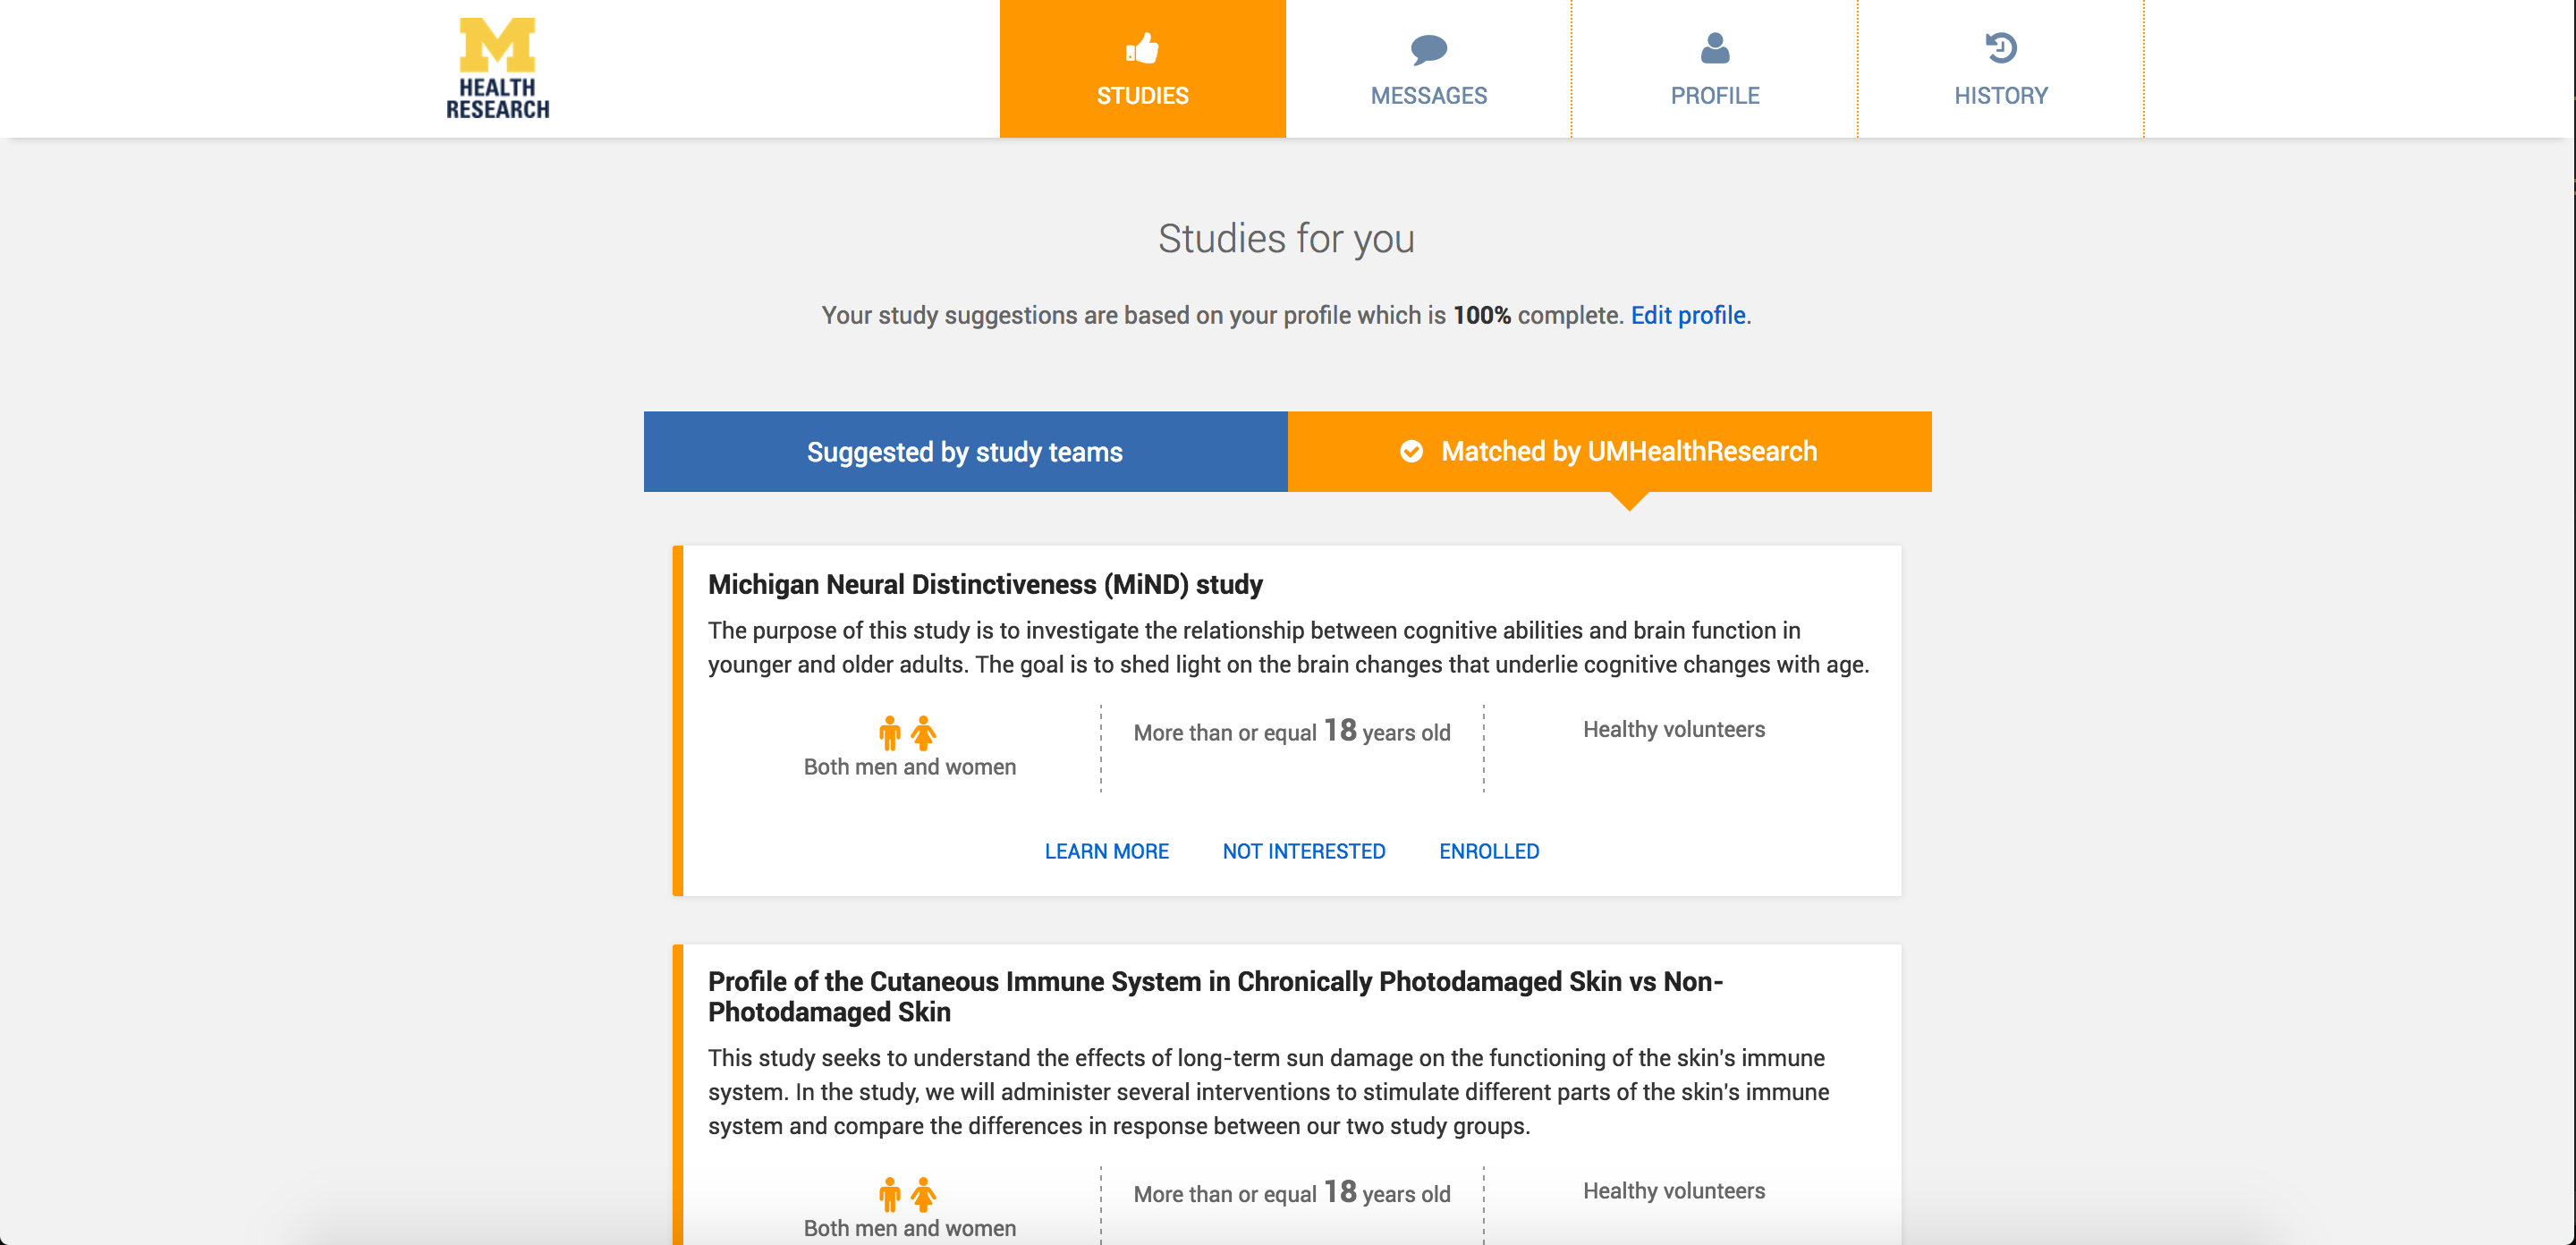 M
HEALTH
RESEARCH
STUDIES
MESSAGES
PROFILE
HISTORY
Studies for you
Your study suggestions are based on your profile which is 100% complete. Edit profile.
Suggested by study teams
Matched by UMHealthResearch
Michigan Neural Distinctiveness (MiND) study
The purpose of this study is to investigate the relationship between cognitive abilities and brain function in
younger and older adults. The goal is to shed light on the brain changes that underlie cognitive changes with age.
Both men and women
More than or equal 18 years old
Healthy volunteers
LEARN MORE
NOT INTERESTED
ENROLLED
Profile of the Cutaneous Immune System in Chronically Photodamaged Skin vs Non-
Photodamaged Skin
This study seeks to understand the effects of long-term sun damage on the functioning of the skin's immune
system. In the study, we will administer several interventions to stimulate different parts of the skin's immune
system and compare the differences in response between our two study groups.
Both men and women
More than or equal 18 years old
Healthy volunteers